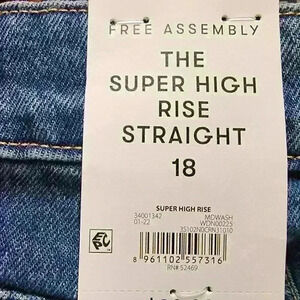 FREE ASSEMBLY
THE
SUPER HIGH
RISE
STRAIGHT
18
SUPER HIGH RISE
34001342 MDWASH
01-22 WDN00225
3S102N0CRN31010
8 961102 557316
RN# 52469